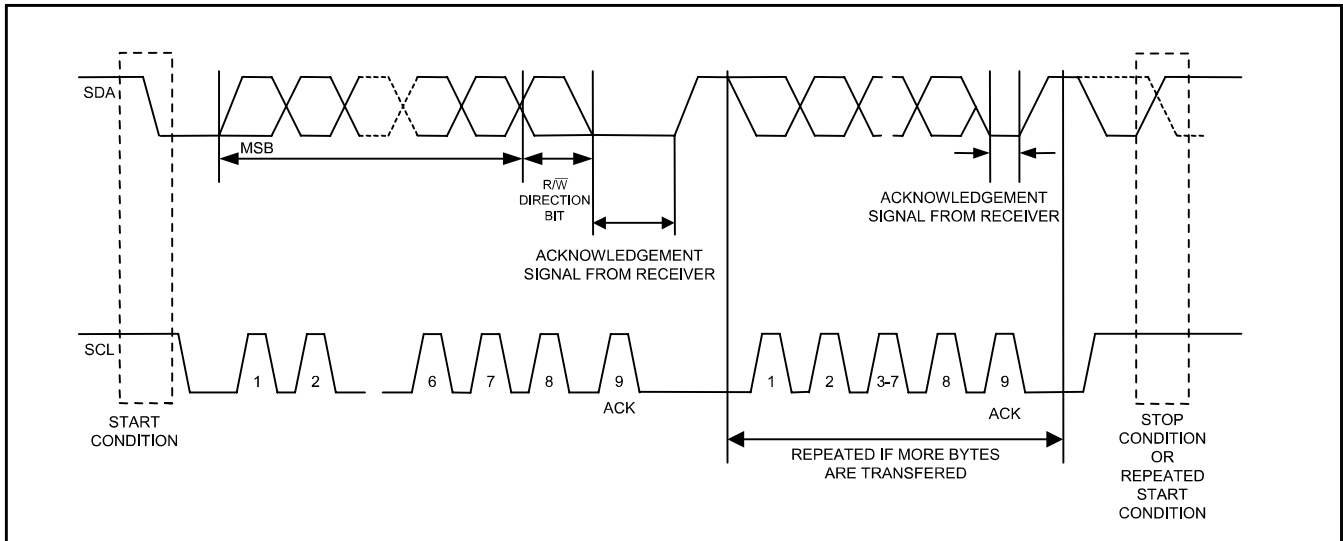 SDA
MSB
R/W̅
DIRECTION
BIT
ACKNOWLEDGEMENT
SIGNAL FROM RECEIVER
ACKNOWLEDGEMENT
SIGNAL FROM RECEIVER
SCL
1
2
6
7
8
9
ACK
1
2
3-7
8
9
ACK
START
CONDITION
REPEATED IF MORE BYTES
ARE TRANSFERED
STOP
CONDITION
OR
REPEATED
START
CONDITION